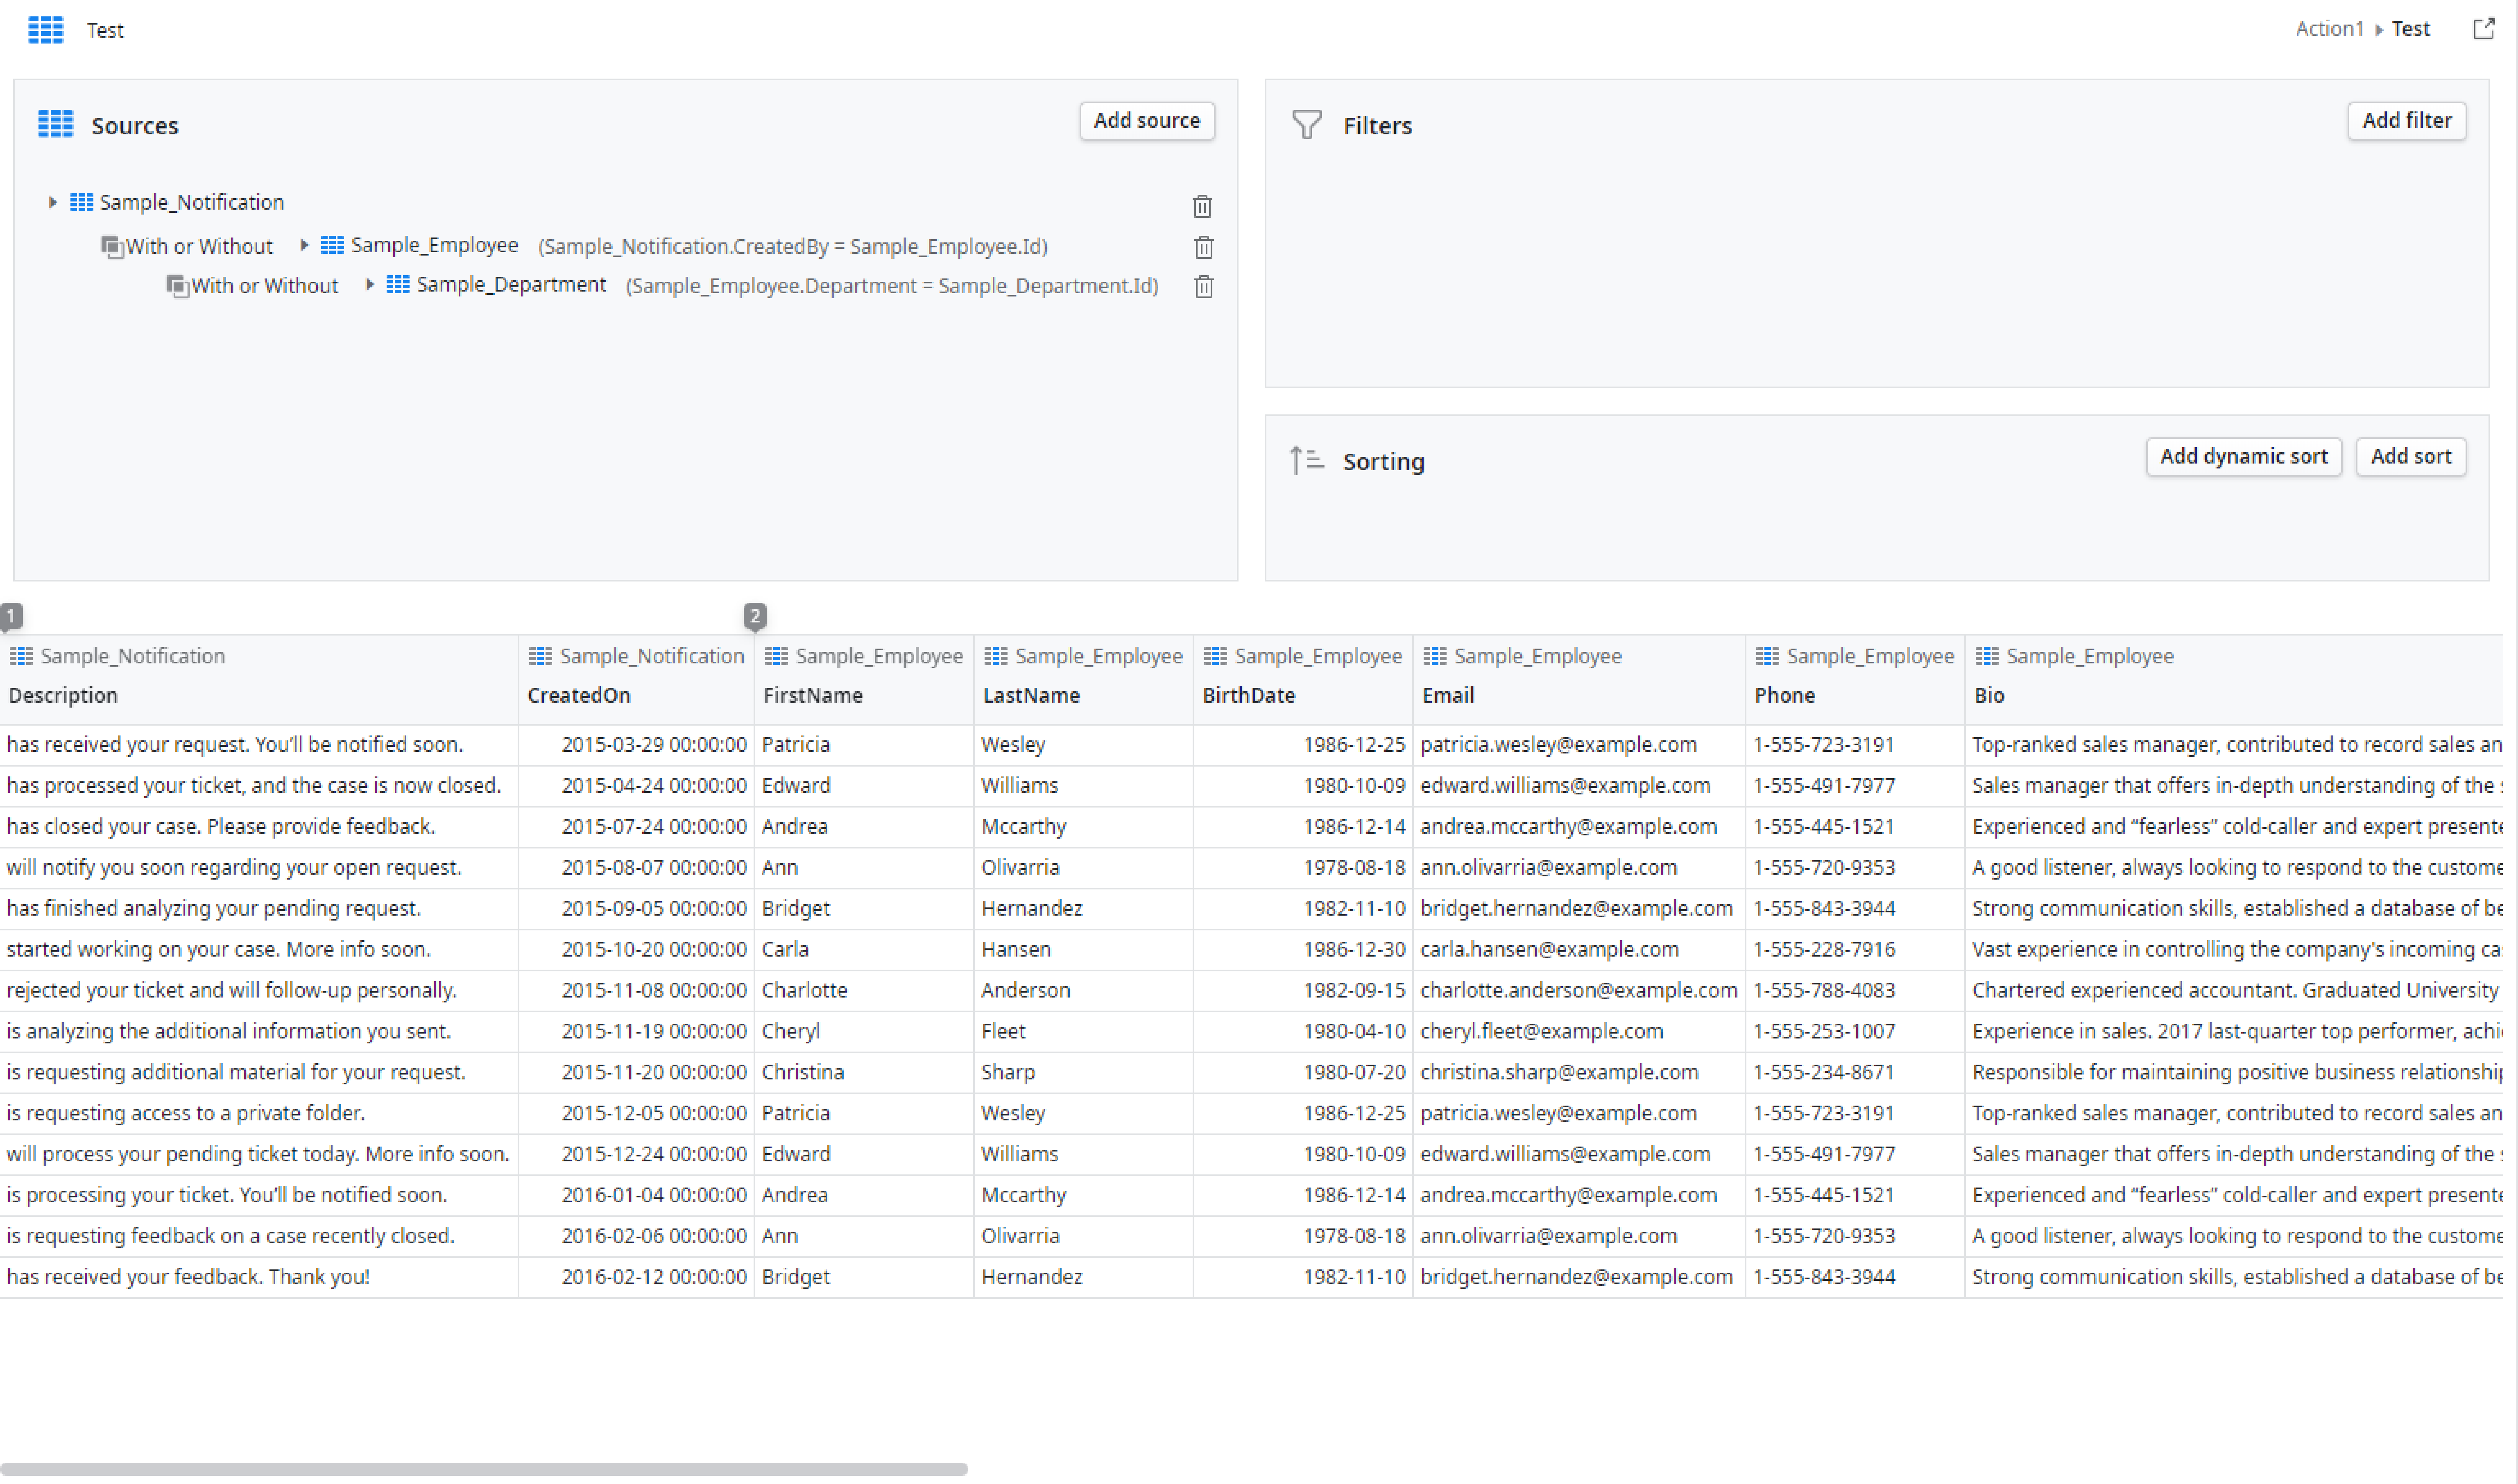 Test
Action1 ▸ Test
Sources
Add source
Sample_Notification
With or Without Sample_Employee (Sample_Notification.CreatedBy = Sample_Employee.Id)
With or Without Sample_Department (Sample_Employee.Department = Sample_Department.Id)
Filters
Add filter
Sorting
Add dynamic sort
Add sort
1 2
Sample_Notification Sample_Notification Sample_Employee Sample_Employee Sample_Employee Sample_Employee Sample_Employee Sample_Employee
Description CreatedOn FirstName LastName BirthDate Email Phone Bio
has received your request. You’ll be notified soon. 2015-03-29 00:00:00 Patricia Wesley 1986-12-25 patricia.wesley@example.com 1-555-723-3191 Top-ranked sales manager, contributed to record sales an
has processed your ticket, and the case is now closed. 2015-04-24 00:00:00 Edward Williams 1980-10-09 edward.williams@example.com 1-555-491-7977 Sales manager that offers in-depth understanding of the
has closed your case. Please provide feedback. 2015-07-24 00:00:00 Andrea Mccarthy 1986-12-14 andrea.mccarthy@example.com 1-555-445-1521 Experienced and “fearless” cold-caller and expert presente
will notify you soon regarding your open request. 2015-08-07 00:00:00 Ann Olivarria 1978-08-18 ann.olivarria@example.com 1-555-720-9353 A good listener, always looking to respond to the custome
has finished analyzing your pending request. 2015-09-05 00:00:00 Bridget Hernandez 1982-11-10 bridget.hernandez@example.com 1-555-843-3944 Strong communication skills, established a database of be
started working on your case. More info soon. 2015-10-20 00:00:00 Carla Hansen 1986-12-30 carla.hansen@example.com 1-555-228-7916 Vast experience in controlling the company's incoming ca
rejected your ticket and will follow-up personally. 2015-11-08 00:00:00 Charlotte Anderson 1982-09-15 charlotte.anderson@example.com 1-555-788-4083 Chartered experienced accountant. Graduated University
is analyzing the additional information you sent. 2015-11-19 00:00:00 Cheryl Fleet 1980-04-10 cheryl.fleet@example.com 1-555-253-1007 Experience in sales. 2017 last-quarter top performer, achi
is requesting additional material for your request. 2015-11-20 00:00:00 Christina Sharp 1980-07-20 christina.sharp@example.com 1-555-234-8671 Responsible for maintaining positive business relationship
is requesting access to a private folder. 2015-12-05 00:00:00 Patricia Wesley 1986-12-25 patricia.wesley@example.com 1-555-723-3191 Top-ranked sales manager, contributed to record sales an
will process your pending ticket today. More info soon. 2015-12-24 00:00:00 Edward Williams 1980-10-09 edward.williams@example.com 1-555-491-7977 Sales manager that offers in-depth understanding of the
is processing your ticket. You’ll be notified soon. 2016-01-04 00:00:00 Andrea Mccarthy 1986-12-14 andrea.mccarthy@example.com 1-555-445-1521 Experienced and “fearless” cold-caller and expert presente
is requesting feedback on a case recently closed. 2016-02-06 00:00:00 Ann Olivarria 1978-08-18 ann.olivarria@example.com 1-555-720-9353 A good listener, always looking to respond to the custome
has received your feedback. Thank you! 2016-02-12 00:00:00 Bridget Hernandez 1982-11-10 bridget.hernandez@example.com 1-555-843-3944 Strong communication skills, established a database of be